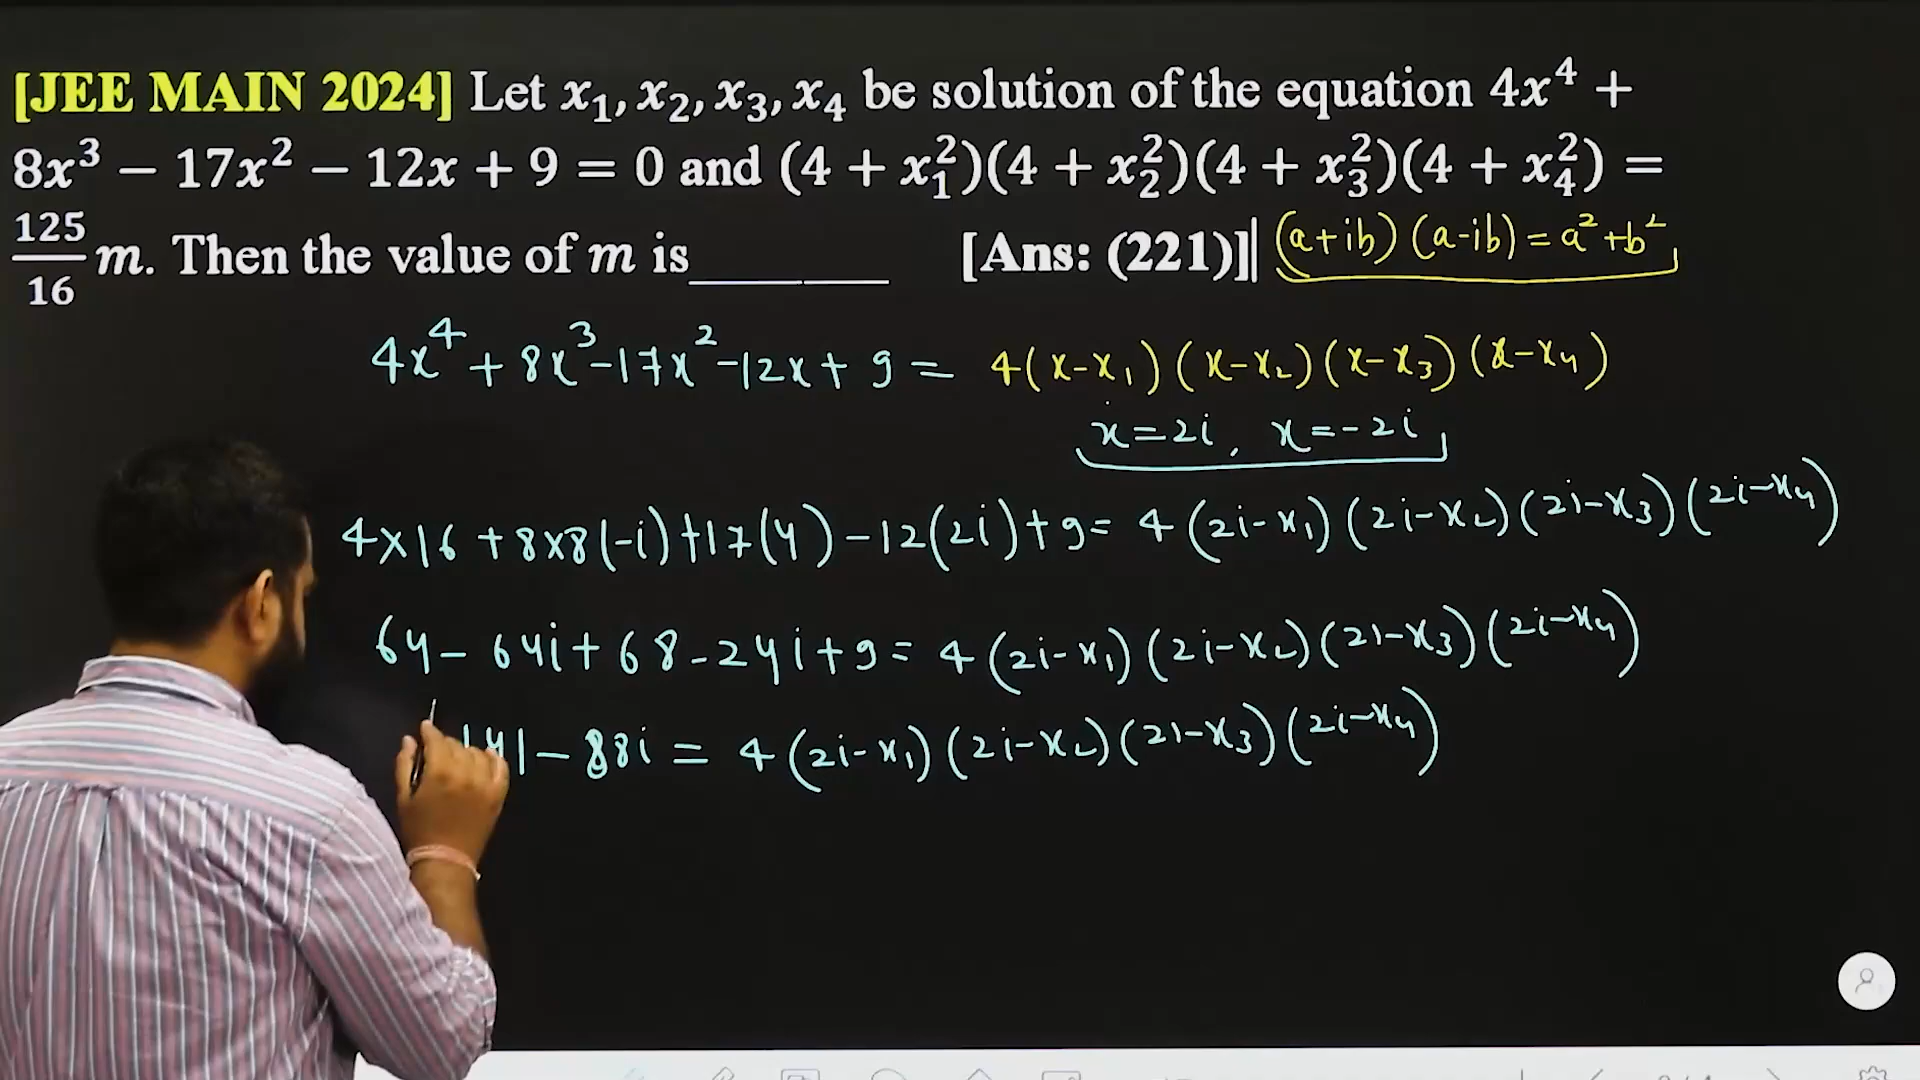 [JEE MAIN 2024] Let x₁, x₂, x₃, x₄ be solution of the equation 4x⁴ +
8x³ − 17x² − 12x + 9 = 0 and (4 + x₁²)(4 + x₂²)(4 + x₃²)(4 + x₄²) =
125/16 m. Then the value of m is________ [Ans: (221)]
(a+ib)(a-ib) = a²+b²
4x⁴ + 8x³ - 17x² - 12x + 9 = 4(x-x₁)(x-x₂)(x-x₃)(x-x₄)
x=2i, x=-2i
4×16 + 8×8(-i) + 17(4) - 12(2i) + 9 = 4(2i-x₁)(2i-x₂)(2i-x₃)(2i-x₄)
64 - 64i + 68 - 24i + 9 = 4(2i-x₁)(2i-x₂)(2i-x₃)(2i-x₄)
141 - 88i = 4(2i-x₁)(2i-x₂)(2i-x₃)(2i-x₄)